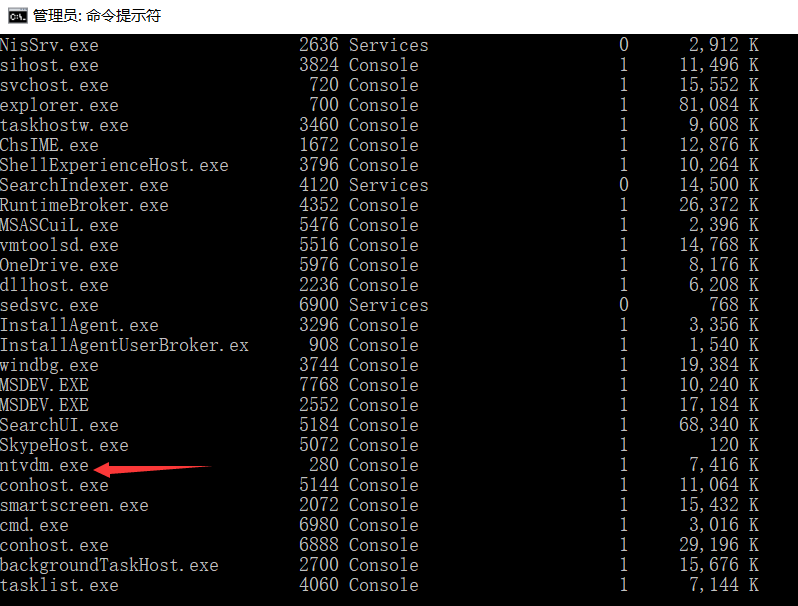 管理员: 命令提示符
NisSrv.exe 2636 Services 0 2,912 K
sihost.exe 3824 Console 1 11,496 K
svchost.exe 720 Console 1 15,552 K
explorer.exe 700 Console 1 81,084 K
taskhostw.exe 3460 Console 1 9,608 K
ChsIME.exe 1672 Console 1 12,876 K
ShellExperienceHost.exe 3796 Console 1 10,264 K
SearchIndexer.exe 4120 Services 0 14,500 K
RuntimeBroker.exe 4352 Console 1 26,372 K
MSASCuiL.exe 5476 Console 1 2,396 K
vmtoolsd.exe 5516 Console 1 14,768 K
OneDrive.exe 5976 Console 1 8,176 K
dllhost.exe 2236 Console 1 6,208 K
sedsvc.exe 6900 Services 0 768 K
InstallAgent.exe 3296 Console 1 3,356 K
InstallAgentUserBroker.ex 908 Console 1 1,540 K
windbg.exe 3744 Console 1 19,384 K
MSDEV.EXE 7768 Console 1 10,240 K
MSDEV.EXE 2552 Console 1 17,184 K
SearchUI.exe 5184 Console 1 68,340 K
SkypeHost.exe 5072 Console 1 120 K
ntvdm.exe 280 Console 1 7,416 K
conhost.exe 5144 Console 1 11,064 K
smartscreen.exe 2072 Console 1 15,432 K
cmd.exe 6980 Console 1 3,016 K
conhost.exe 6888 Console 1 29,196 K
backgroundTaskHost.exe 2700 Console 1 15,676 K
tasklist.exe 4060 Console 1 7,144 K